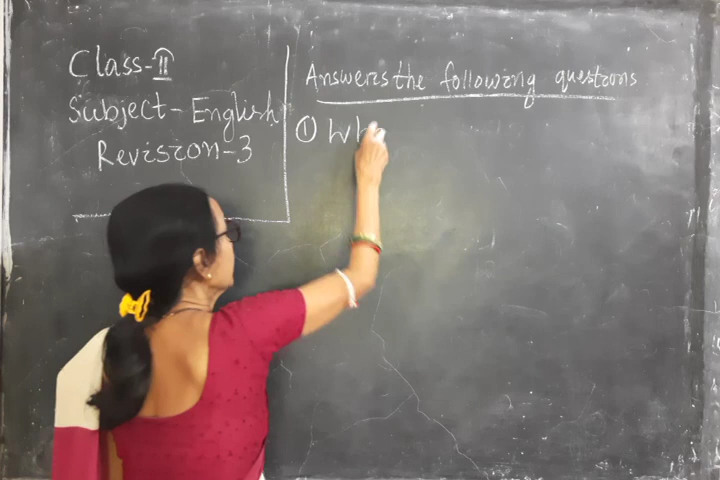 Class-II
Subject-English
Revision-3
Answers the following questions
① Wh